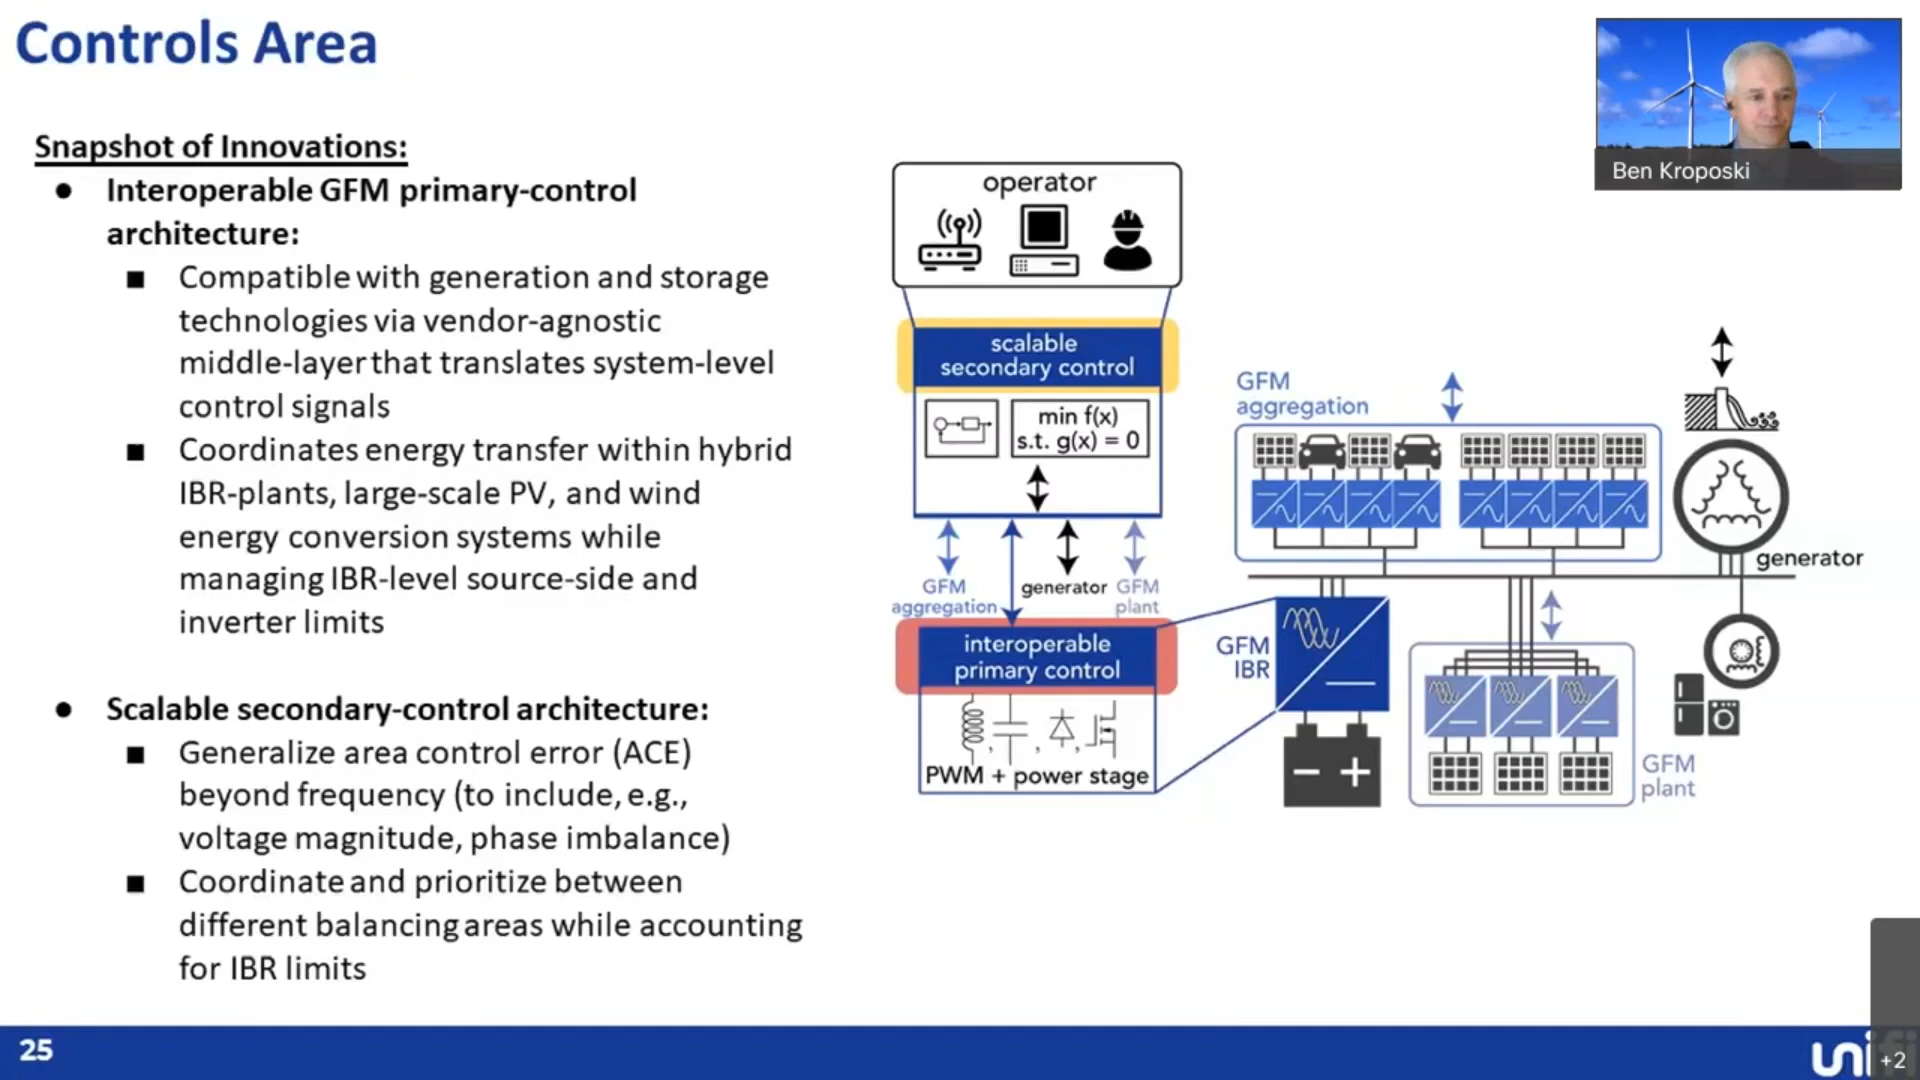 Controls Area
Snapshot of Innovations:
● Interoperable GFM primary-control
architecture:
■ Compatible with generation and storage
technologies via vendor-agnostic
middle-layer that translates system-level
control signals
■ Coordinates energy transfer within hybrid
IBR-plants, large-scale PV, and wind
energy conversion systems while
managing IBR-level source-side and
inverter limits
● Scalable secondary-control architecture:
■ Generalize area control error (ACE)
beyond frequency (to include, e.g.,
voltage magnitude, phase imbalance)
■ Coordinate and prioritize between
different balancing areas while accounting
for IBR limits
operator
scalable
secondary control
min f(x)
s.t. g(x) = 0
GFM
aggregation
generator
GFM
plant
interoperable
primary control
PWM + power stage
GFM
aggregation
generator
GFM
IBR
GFM
plant
Ben Kroposki
25
unifi
+2